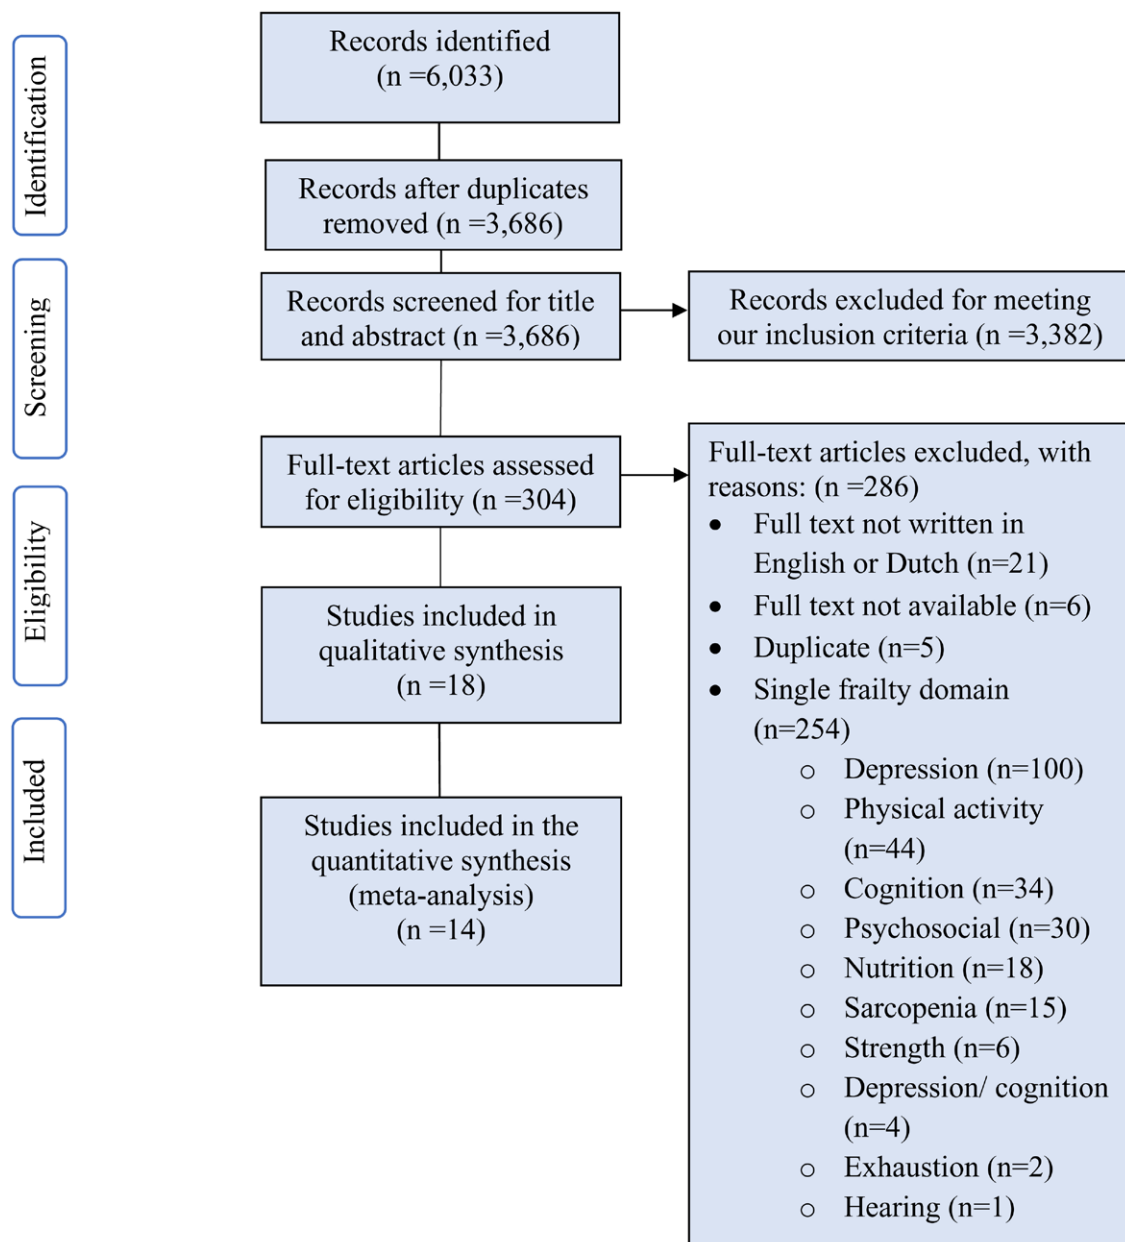 Identification
Records identified
(n =6,033)
Records after duplicates
removed (n =3,686)
Screening
Records screened for title
and abstract (n =3,686)
Records excluded for meeting
our inclusion criteria (n =3,382)
Eligibility
Full-text articles assessed
for eligibility (n =304)
Full-text articles excluded, with
reasons: (n =286)
• Full text not written in
English or Dutch (n=21)
• Full text not available (n=6)
• Duplicate (n=5)
• Single frailty domain
(n=254)
o Depression (n=100)
o Physical activity
(n=44)
o Cognition (n=34)
o Psychosocial (n=30)
o Nutrition (n=18)
o Sarcopenia (n=15)
o Strength (n=6)
o Depression/ cognition
(n=4)
o Exhaustion (n=2)
o Hearing (n=1)
Studies included in
qualitative synthesis
(n =18)
Included
Studies included in the
quantitative synthesis
(meta-analysis)
(n =14)